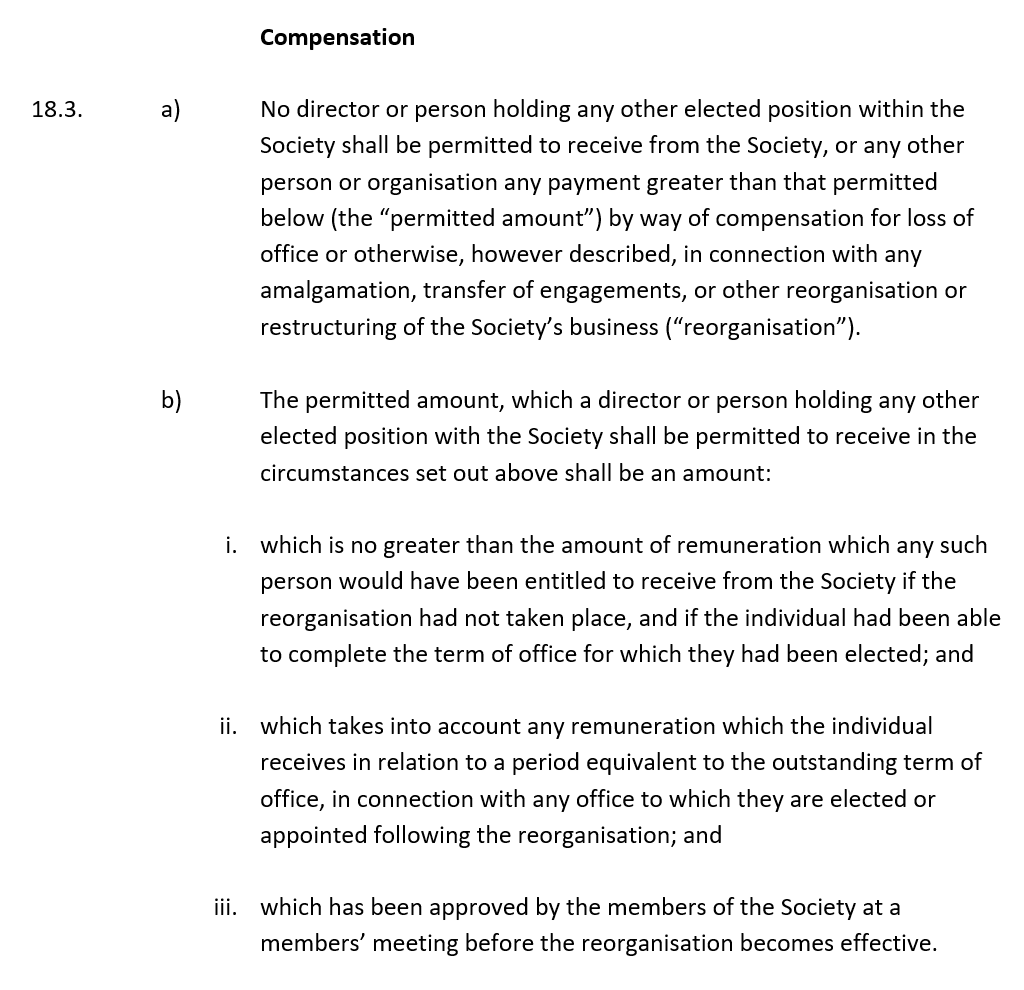 Compensation
18.3. a) No director or person holding any other elected position within the
Society shall be permitted to receive from the Society, or any other
person or organisation any payment greater than that permitted
below (the “permitted amount”) by way of compensation for loss of
office or otherwise, however described, in connection with any
amalgamation, transfer of engagements, or other reorganisation or
restructuring of the Society’s business (“reorganisation”).
b) The permitted amount, which a director or person holding any other
elected position with the Society shall be permitted to receive in the
circumstances set out above shall be an amount:
i. which is no greater than the amount of remuneration which any such
person would have been entitled to receive from the Society if the
reorganisation had not taken place, and if the individual had been able
to complete the term of office for which they had been elected; and
ii. which takes into account any remuneration which the individual
receives in relation to a period equivalent to the outstanding term of
office, in connection with any office to which they are elected or
appointed following the reorganisation; and
iii. which has been approved by the members of the Society at a
members’ meeting before the reorganisation becomes effective.